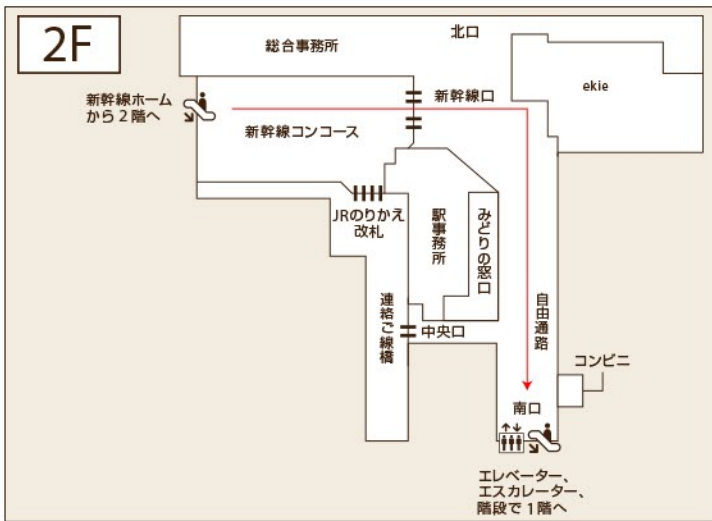 2F
総合事務所
北口
ekie
新幹線ホーム
から2階へ
新幹線口
新幹線コンコース
JRのりかえ
改札
駅事務所
みどりの窓口
連絡ご線橋
中央口
自由通路
コンビニ
南口
エレベーター、
エスカレーター、
階段で1階へ